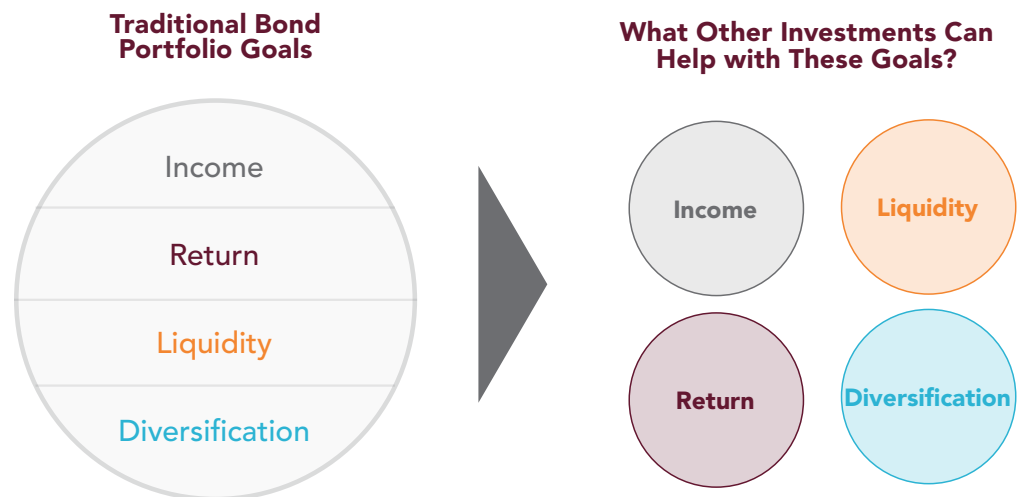 Traditional Bond
Portfolio Goals
Income
Return
Liquidity
Diversification
What Other Investments Can
Help with These Goals?
Income
Liquidity
Return
Diversification